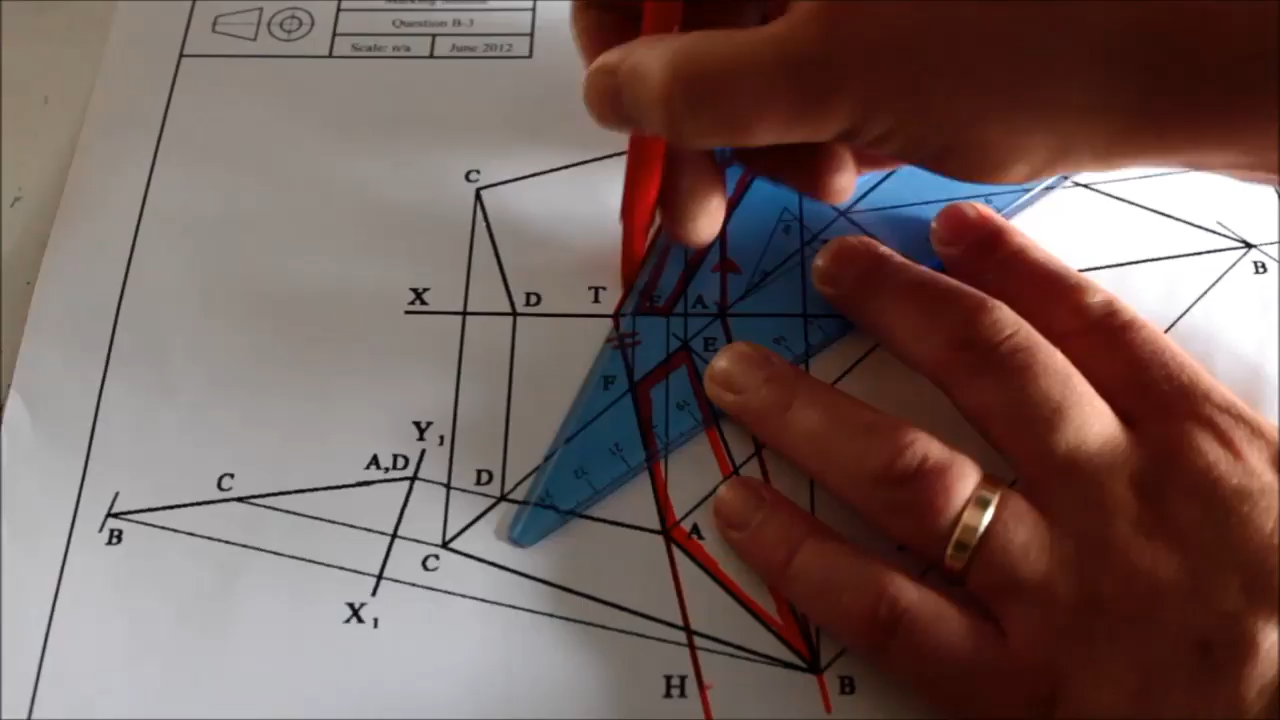 Question B-3
Scale: n/a June 2012
C
X D T F A
B
E
F
Y1
A,D D
C
B
A
C
X1
H B